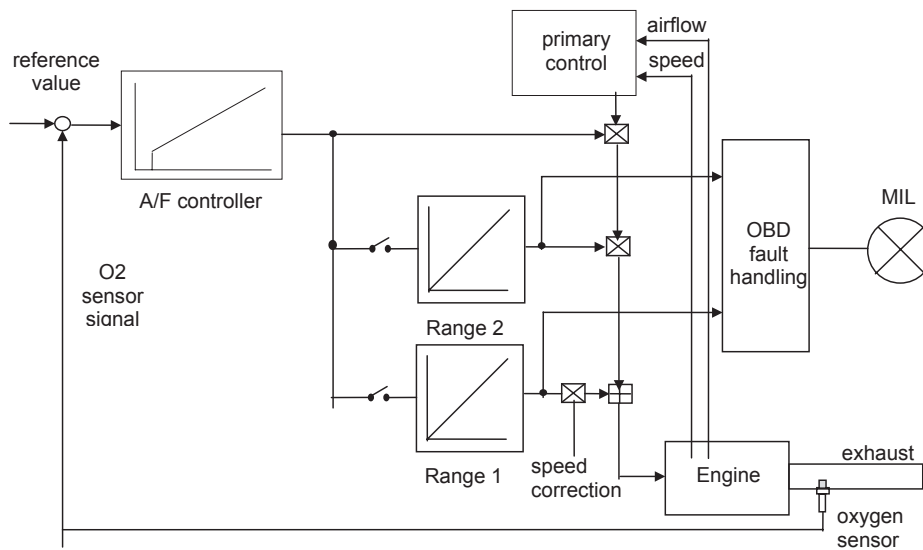 airflow
primary
control
speed
reference
value
A/F controller
MIL
OBD
fault
handling
O2
sensor
signal
Range 2
Range 1
speed
correction
Engine
exhaust
oxygen
sensor